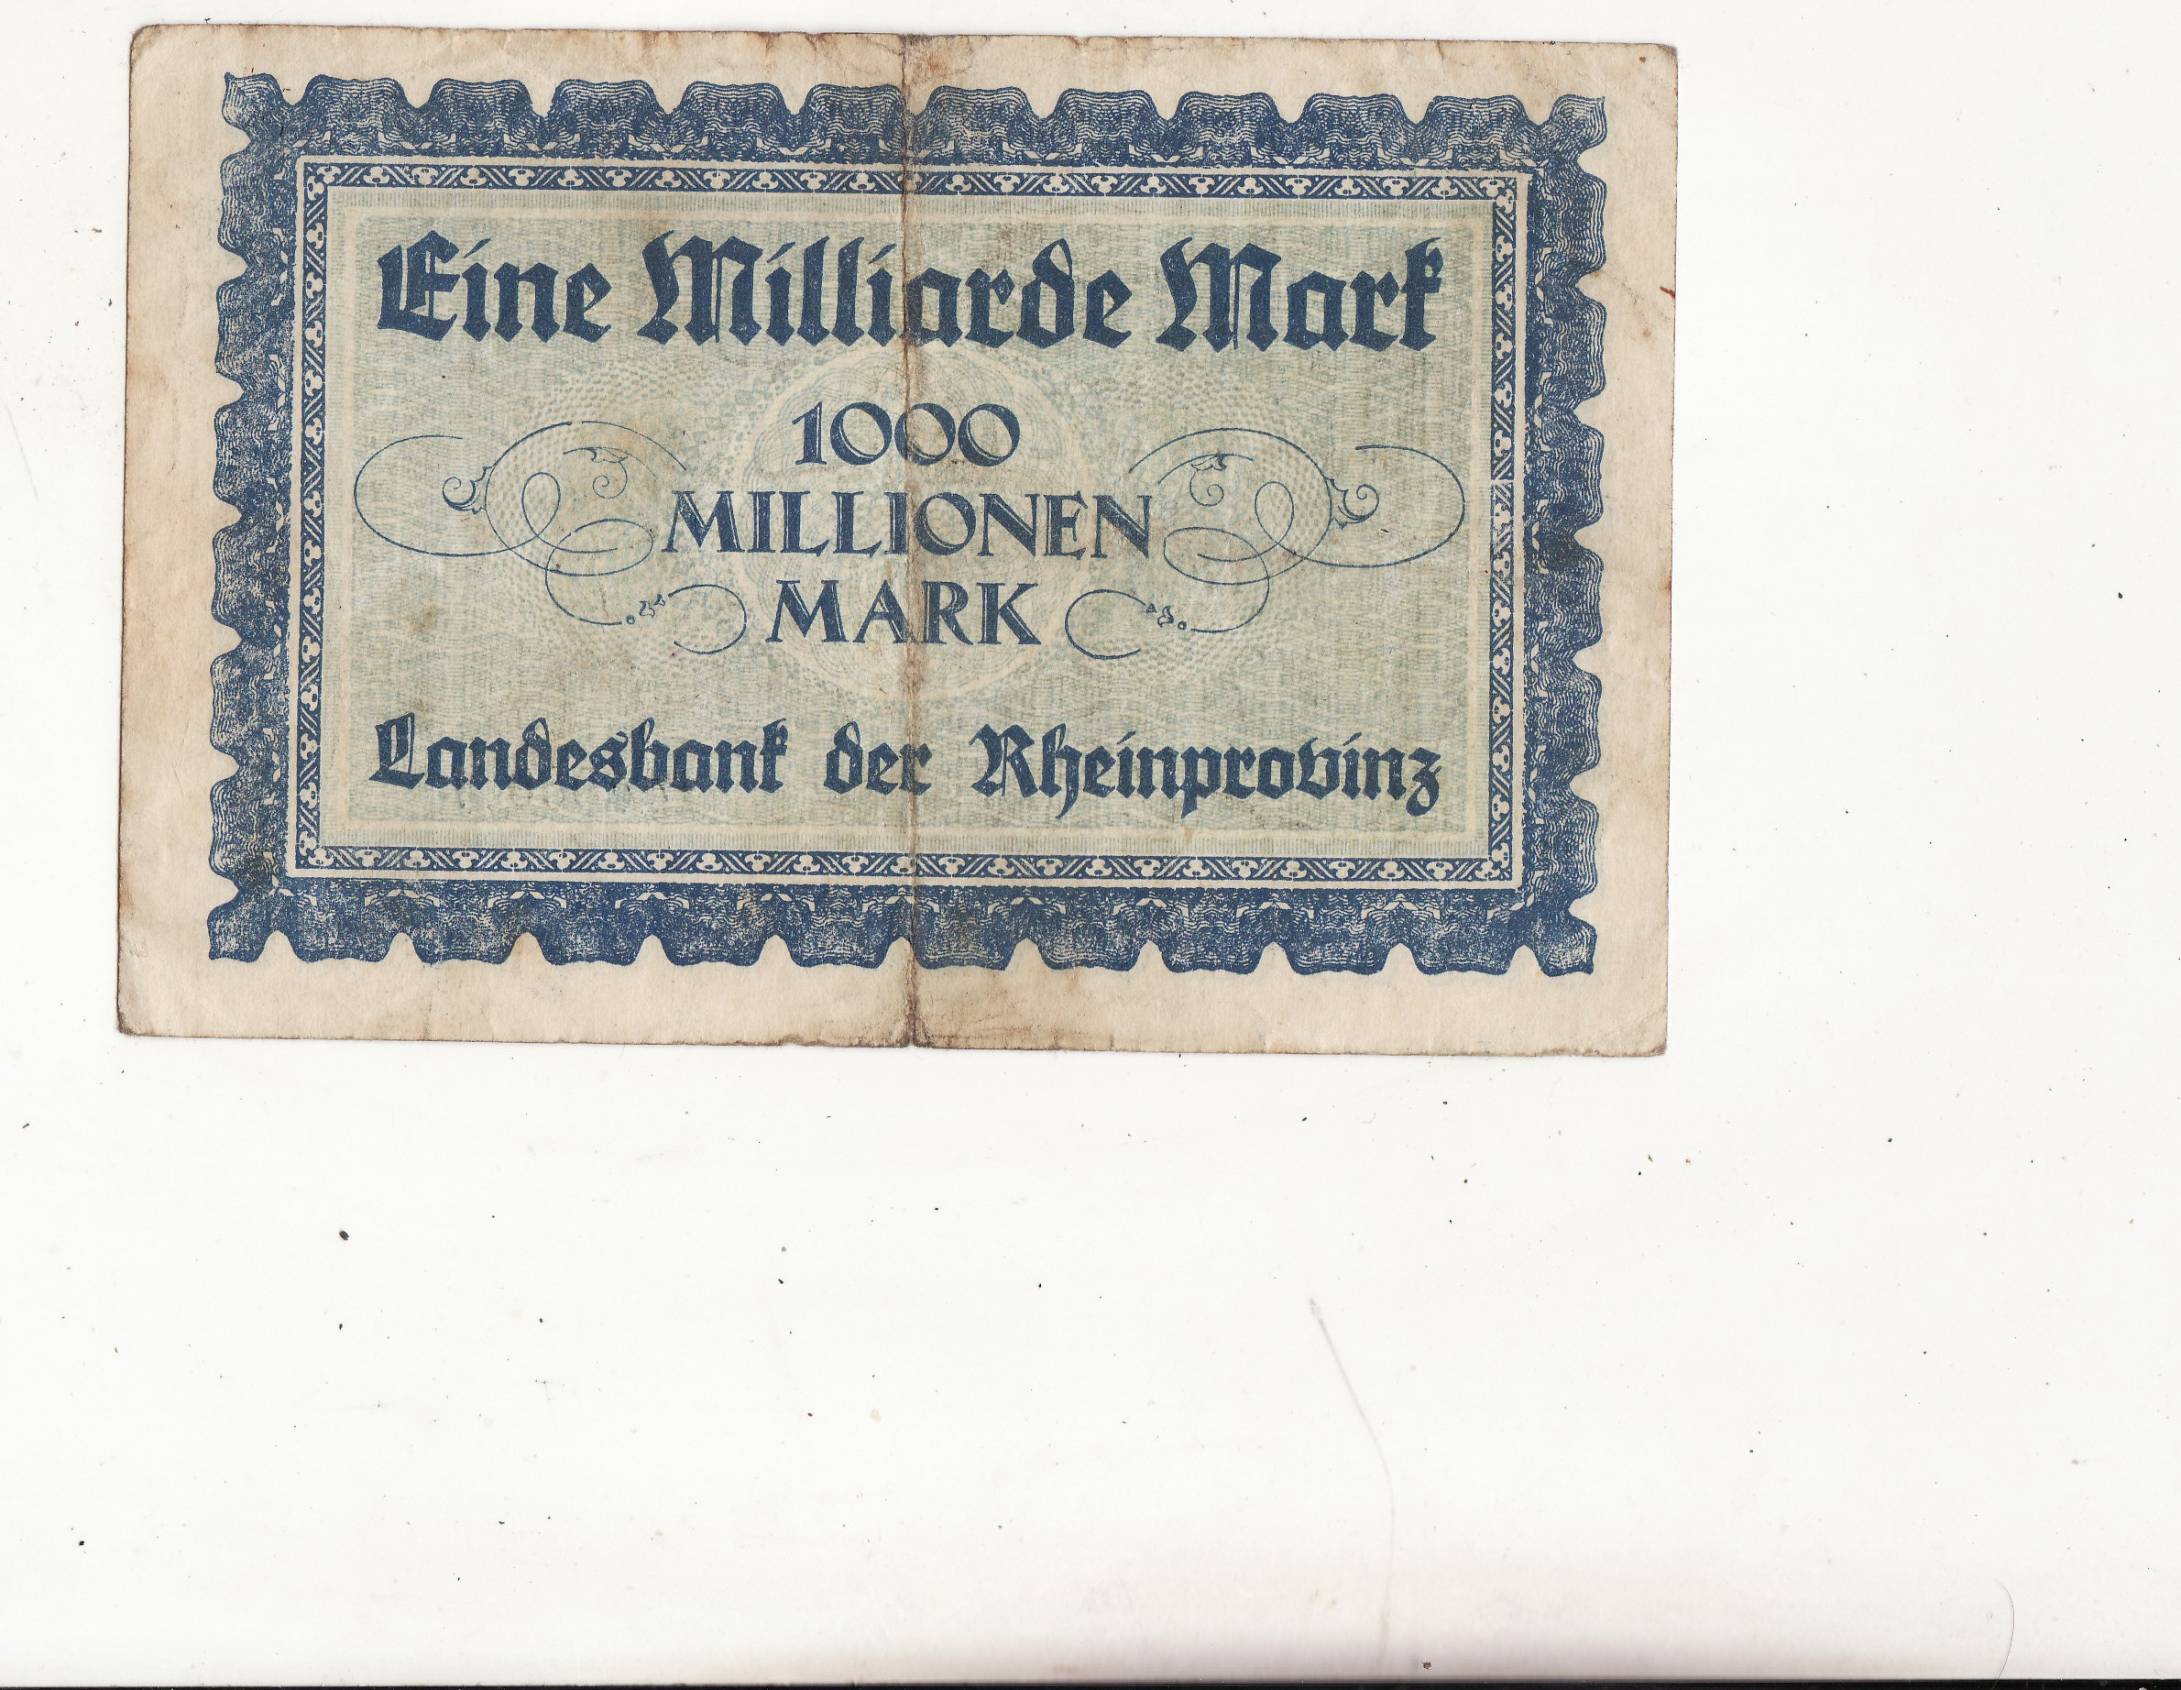 Eine Milliarde Mark
1000
MILLIONEN
MARK
Landesbank der Rheinprovinz